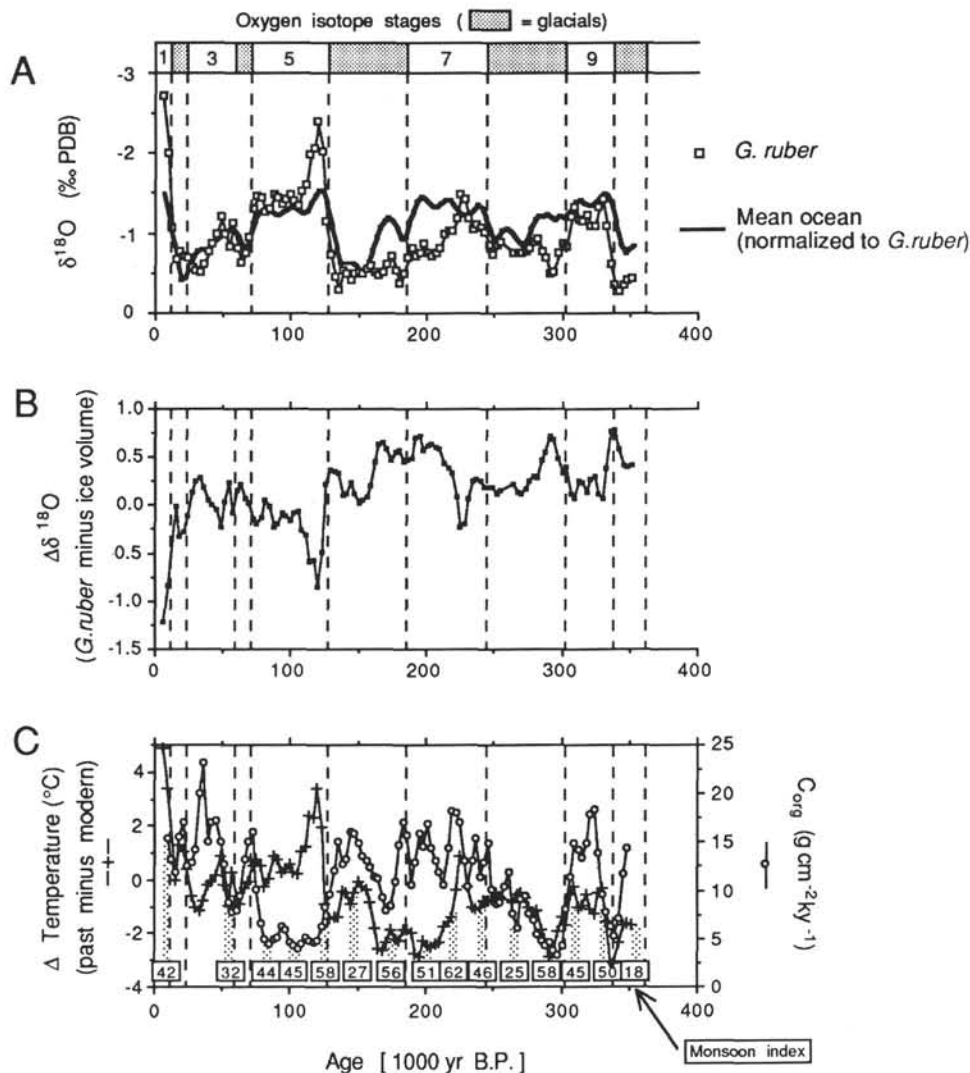 Oxygen isotope stages ( = glacials)
1 3 5 7 9
A
-3
-2
-1
0
δ18O (‰ PDB)
G. ruber
Mean ocean
(normalized to G.ruber)
0 100 200 300 400
B
1.0
0.5
0.0
-0.5
-1.0
-1.5
Δδ 18O
(G.ruber minus ice volume)
0 100 200 300 400
C
4
2
0
-2
-4
Δ Temperature (°C)
(past minus modern)
-+-
25
20
15
10
5
0
Corg (g cm-2ky-1)
42 32 44 45 58 27 56 51 62 46 25 58 45 50 18
0 100 200 300 400
Age [ 1000 yr B.P. ]
Monsoon index